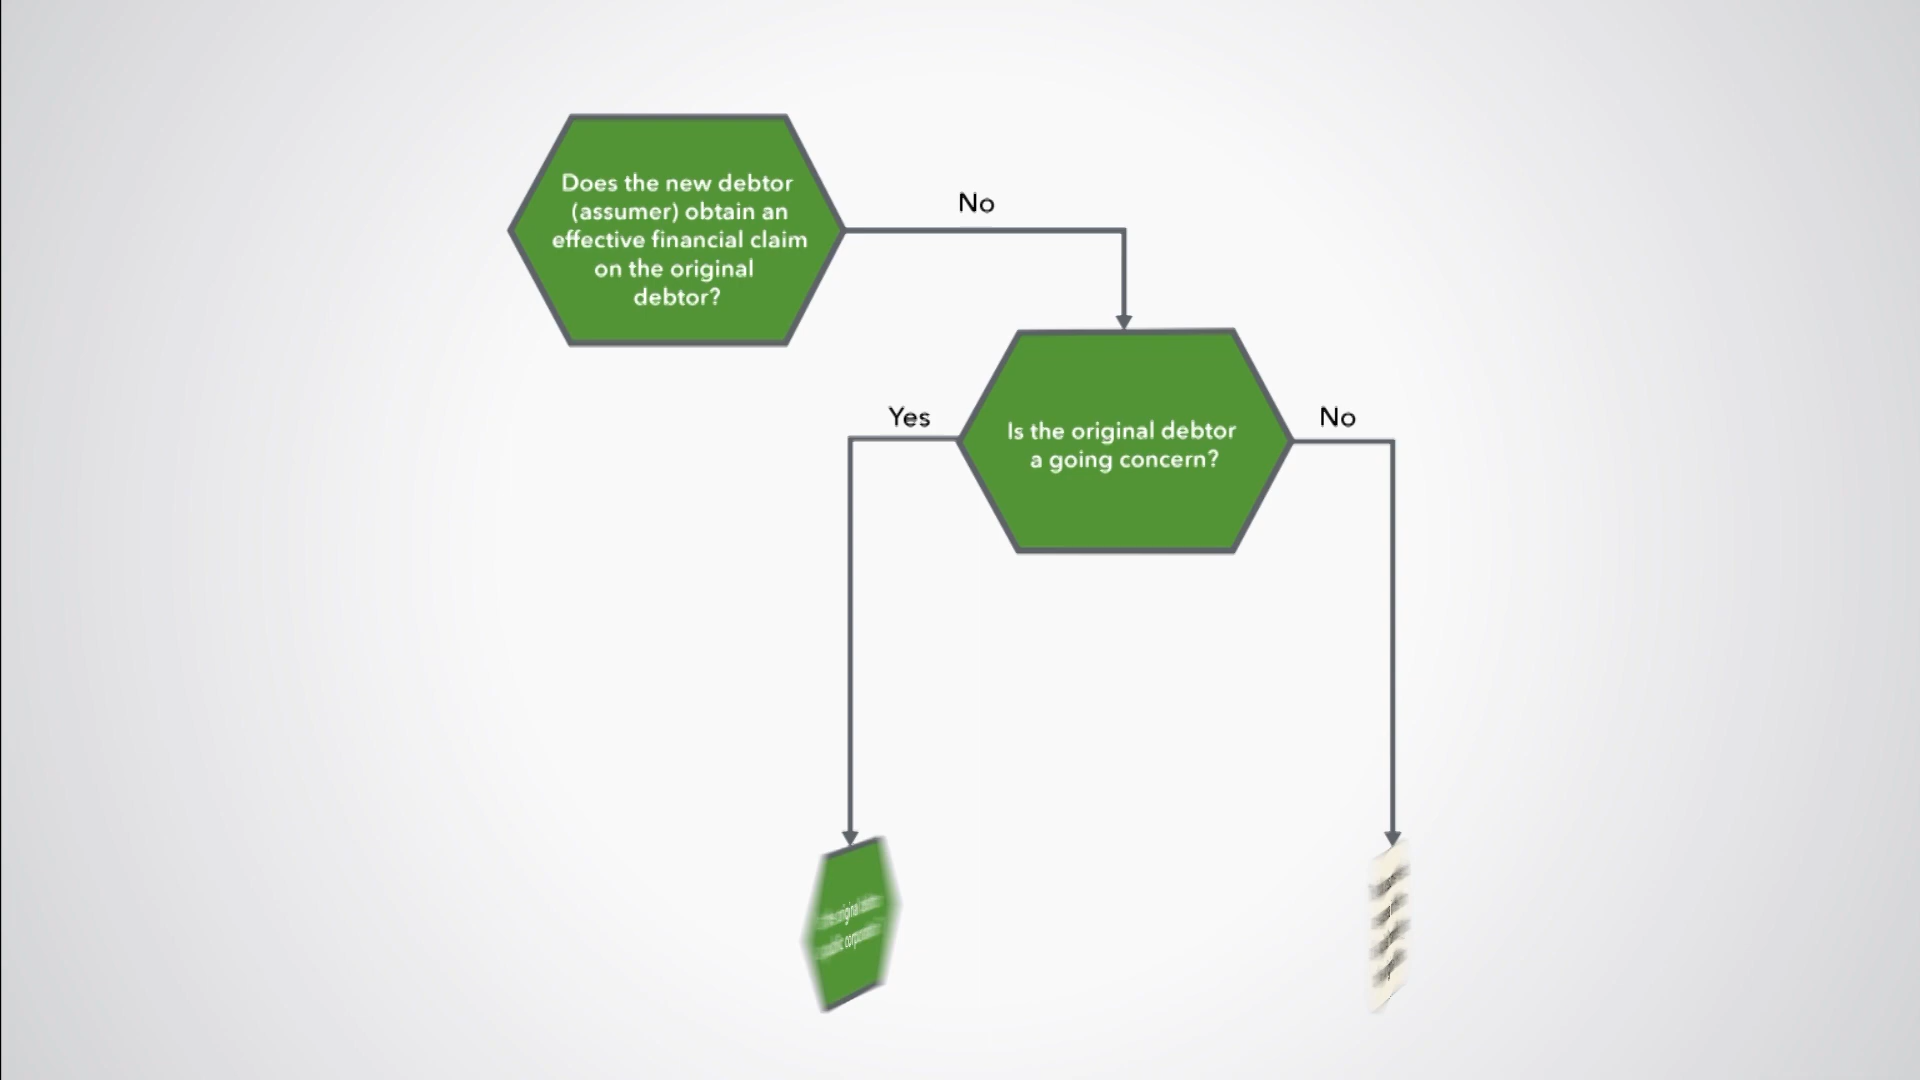 Does the new debtor
(assumer) obtain an
effective financial claim
on the original
debtor?
No
Is the original debtor
a going concern?
Yes
No
original